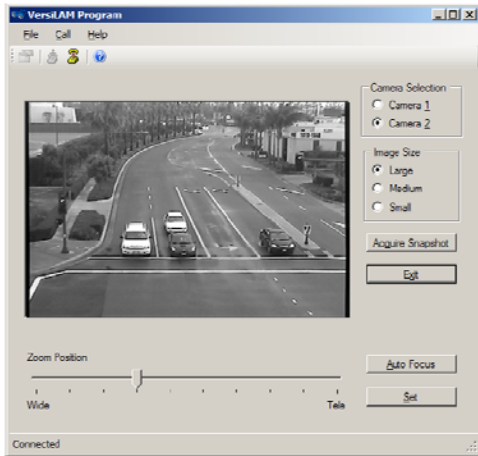 VersiLAM Program
File Call Help
Camera Selection
Camera 1
Camera 2
Image Size
Large
Medium
Small
Acquire Snapshot
Exit
Zoom Position
Wide
Tele
Auto Focus
Set
Connected